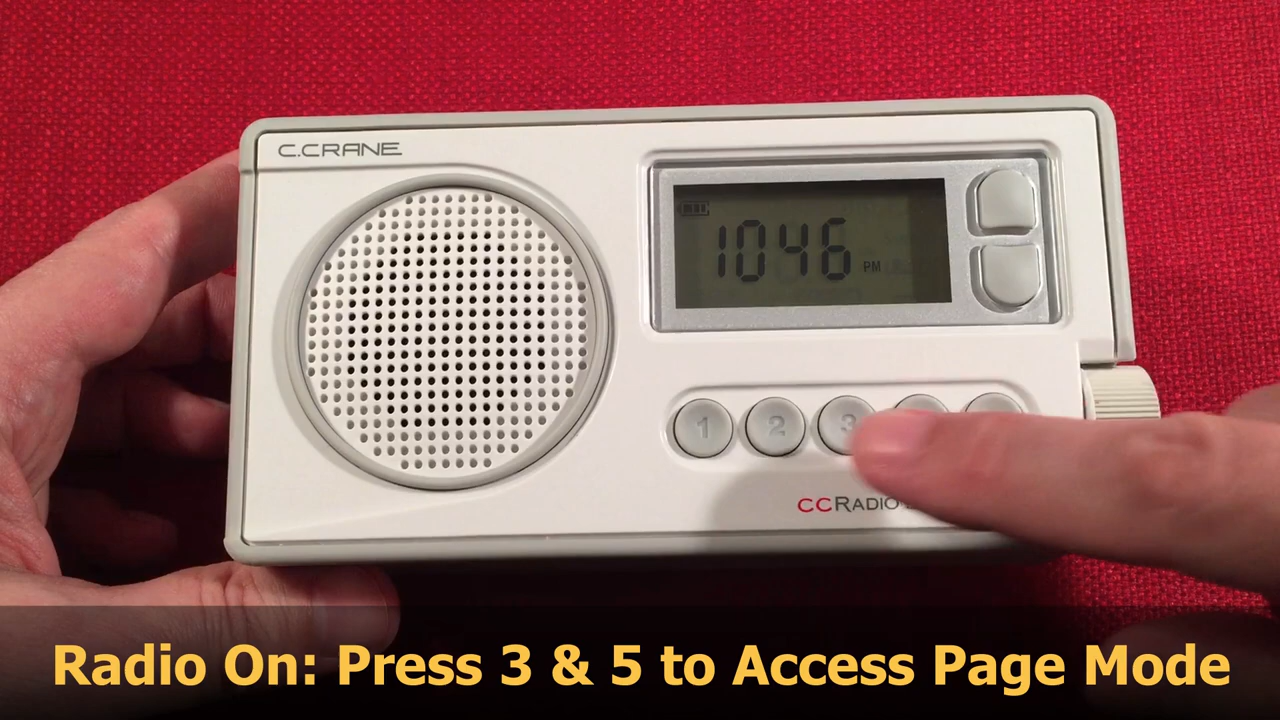 C.CRANE
1046 PM
1 2 3
CCRADIO
Radio On: Press 3 & 5 to Access Page Mode